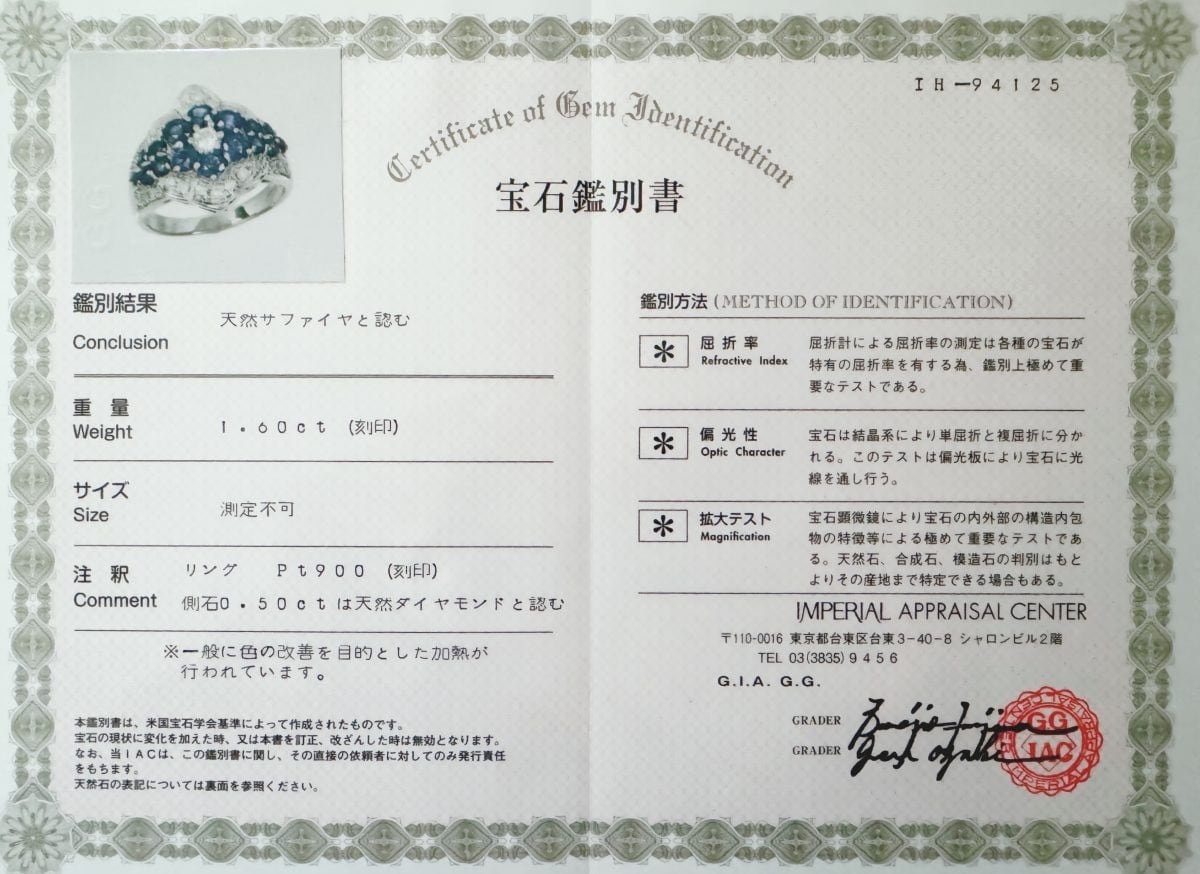 IH-94125
Certificate of Gem Identification
宝石鑑別書
鑑別結果
Conclusion
天然サファイヤと認む
重 量
Weight
1.60ct (刻印)
サイズ
Size
測定不可
注 釈
Comment
リング Pt900 (刻印)
側石0.50ctは天然ダイヤモンドと認む
※一般に色の改善を目的とした加熱が
行われています。
本鑑別書は、米国宝石学会基準によって作成されたものです。
宝石の現状に変化を加えた時、又は本書を訂正、改ざんした時は無効となります。
なお、当IACは、この鑑別書に関し、その直接の依頼者に対してのみ発行責任
をもちます。
天然石の表記については裏面を参照ください。
鑑別方法 (METHOD OF IDENTIFICATION)
* 屈折率
Refractive Index
屈折計による屈折率の測定は各種の宝石が
特有の屈折率を有する為、鑑別上極めて重
要なテストである。
* 偏光性
Optic Character
宝石は結晶系により単屈折と複屈折に分か
れる。このテストは偏光板により宝石に光
線を通し行う。
* 拡大テスト
Magnification
宝石顕微鏡により宝石の内外部の構造内包
物の特徴等による極めて重要なテストであ
る。天然石、合成石、模造石の判別はもと
よりその産地まで特定できる場合もある。
IMPERIAL APPRAISAL CENTER
〒110-0016 東京都台東区台東3-40-8 シャロンビル2階
TEL 03(3835)9456
G.I.A. G.G.
GRADER
GRADER
GG
IAC